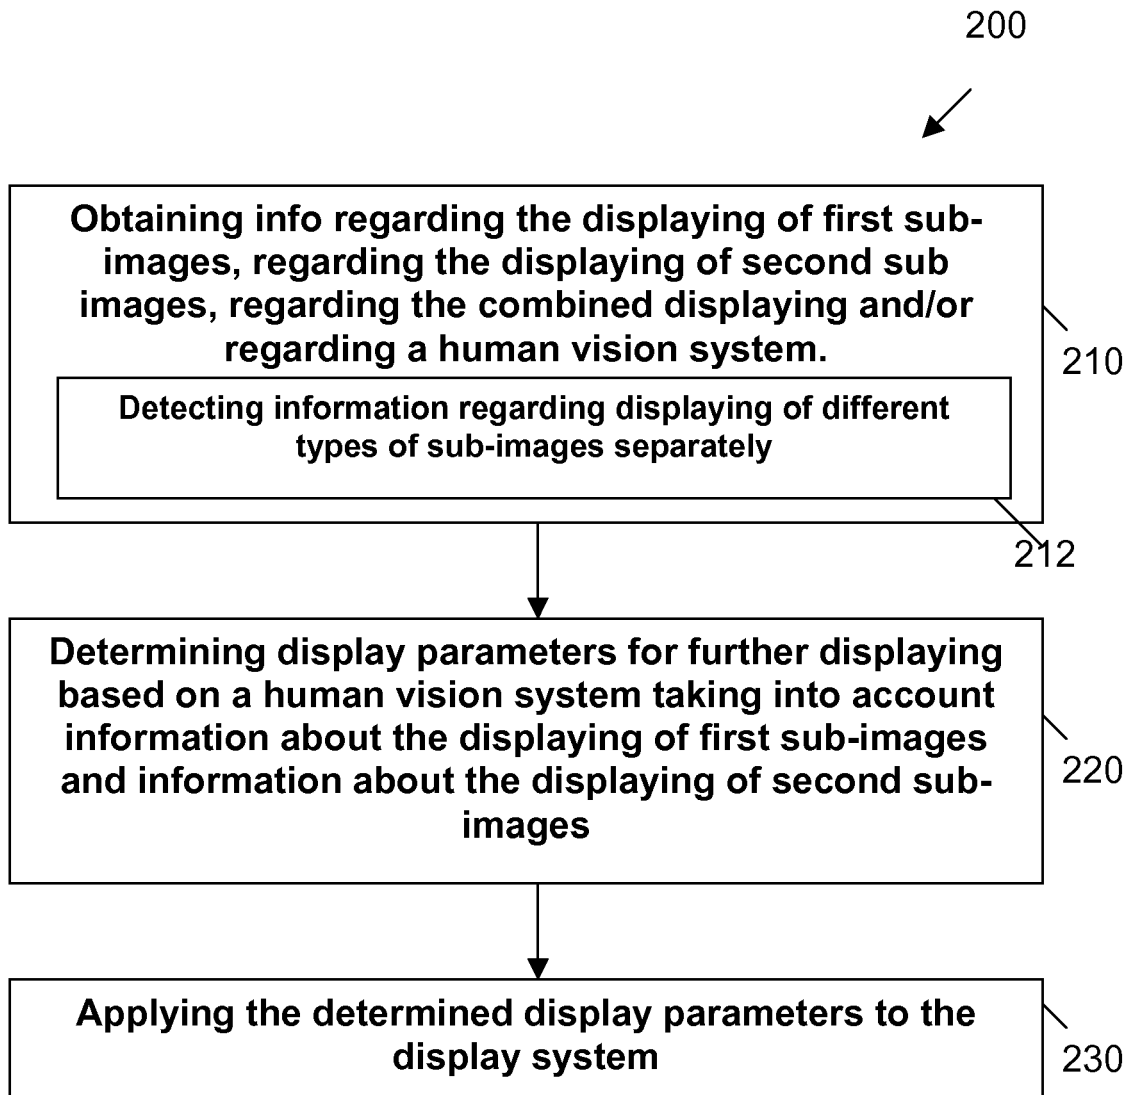 200
Obtaining info regarding the displaying of first sub-
images, regarding the displaying of second sub
images, regarding the combined displaying and/or
regarding a human vision system.
210
Detecting information regarding displaying of different
types of sub-images separately
212
Determining display parameters for further displaying
based on a human vision system taking into account
information about the displaying of first sub-images
and information about the displaying of second sub-
images
220
Applying the determined display parameters to the
display system
230